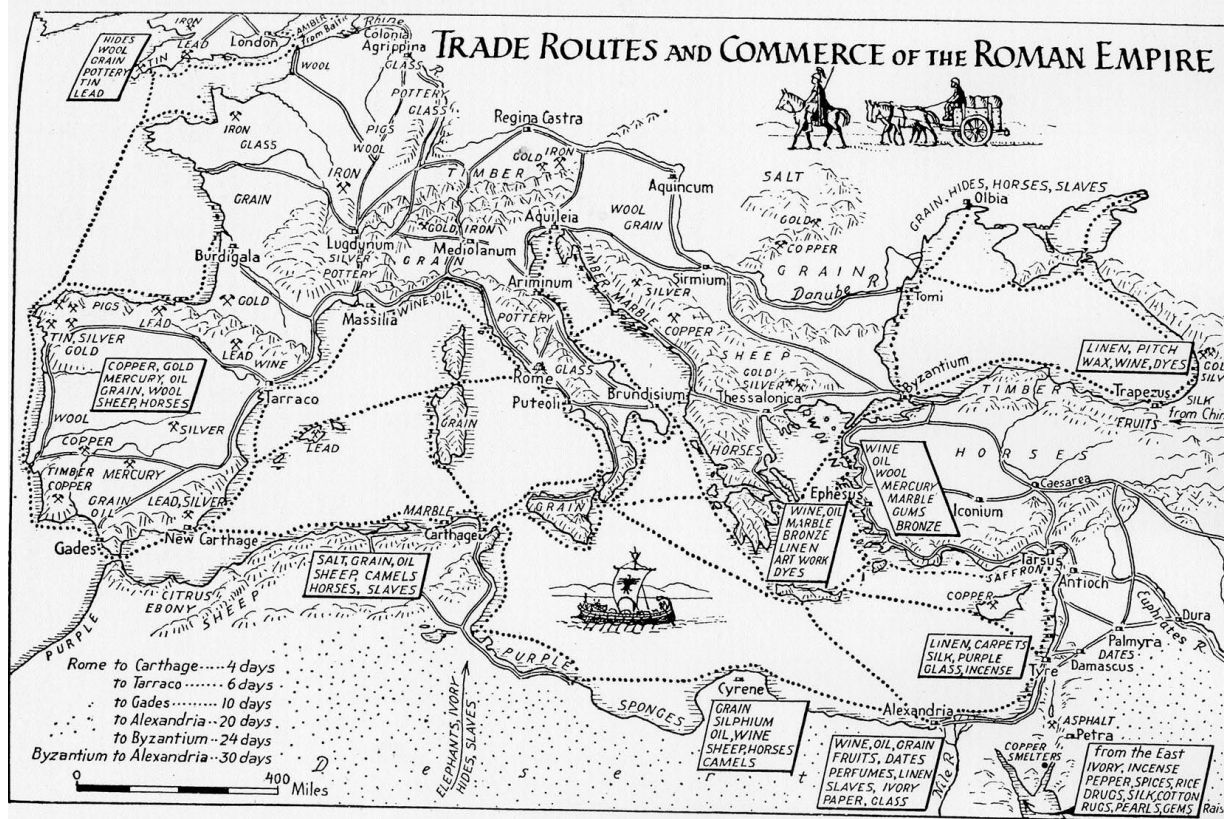 TRADE ROUTES AND COMMERCE OF THE ROMAN EMPIRE
HIDES
WOOL
GRAIN
POTTERY
TIN
LEAD
IRON
LEAD
TIN
London
AMBER
from Baltic
Rhine
R.
Colonia
Agrippina
GLASS
WOOL
POTTERY
GLASS
PIGS
WOOL
IRON
GLASS
IRON
GRAIN
Regina Castra
GOLD IRON
TIMBER
Aquincum
SALT
GOLD
COPPER
GRAIN
GRAIN, HIDES, HORSES, SLAVES
Olbia
Lugdynum
SILVER
POTTERY
GOLD, IRON
Mediolanum
GRAIN
Aquileia
WOOL
GRAIN
Burdigala
Sirmium
Danube R.
Tomi
Ariminum
TIMBER MARBLE
SILVER
COPPER
PIGS
LEAD
GOLD
Massilia
WINE-OIL
POTTERY
TIN, SILVER
GOLD
LEAD
WINE
SHEEP
GOLD
SILVER
LINEN, PITCH
WAX, WINE, DYES
COPPER, GOLD
MERCURY, OIL
GRAIN, WOOL
SHEEP, HORSES
Tarraco
Rome
GLASS
Puteoli
Brundisium
Thessalonica
Byzantium
TIMBER
Trapezus
SILK
from Chin
FRUITS
WOOL
SILVER
LEAD
GRAIN
COPPER
MERCURY
TIMBER
COPPER
GRAIN
OIL
LEAD, SILVER
HORSES
WINE
OIL
WOOL
MERCURY
MARBLE
GUMS
BRONZE
HORSES
Caesarea
Iconium
Ephesus
WINE, OIL
MARBLE
BRONZE
LINEN
ART WORK
DYES
Gades
New Carthage
MARBLE
Carthage
GRAIN
CITRUS
EBONY
SHEEP
SALT, GRAIN, OIL
SHEEP, CAMELS
HORSES, SLAVES
Tarsus
SAFFRON
Antioch
COPPER
Euphrates R.
Dura
Palmyra
DATES
Damascus
LINEN, CARPETS
SILK, PURPLE
GLASS, INCENSE
Tyre
PURPLE
PURPLE
Rome to Carthage.....4 days
to Tarraco........6 days
to Gades........10 days
to Alexandria..20 days
to Byzantium..24 days
Byzantium to Alexandria..30 days
0 400
Miles
Desert
ELEPHANTS, IVORY
HIDES, SLAVES
SPONGES
Cyrene
GRAIN
SILPHIUM
OIL, WINE
SHEEP, HORSES
CAMELS
Alexandria
WINE, OIL, GRAIN
FRUITS, DATES
PERFUMES, LINEN
SLAVES, IVORY
PAPER, GLASS
Nile R.
ASPHALT
Petra
COPPER
SMELTERS
from the East
IVORY, INCENSE
PEPPER, SPICES, RICE
DRUGS, SILK, COTTON
RUGS, PEARLS, GEMS
Rais